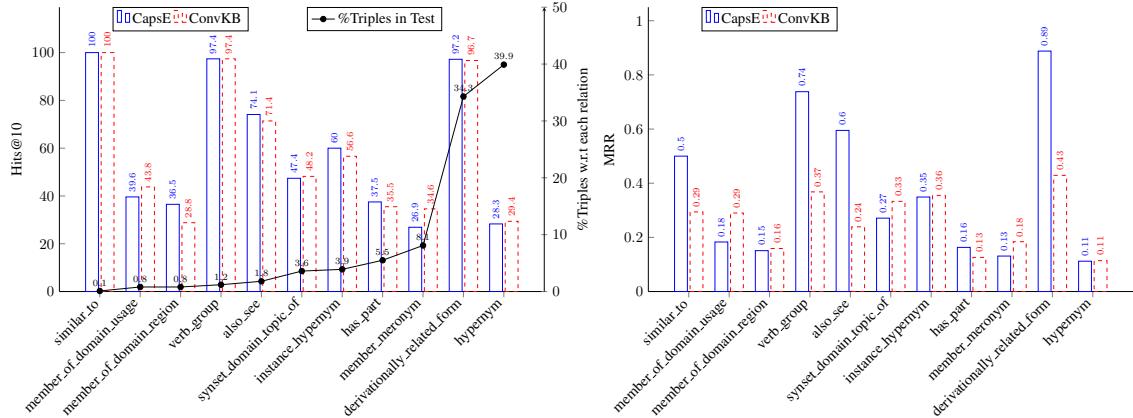 CapsE ConvKB
%Triples in Test
Hits@10
0
20
40
60
80
100
100
100
39.6
43.8
36.5
28.8
97.4
97.4
74.1
71.4
47.4
48.2
60
56.6
37.5
35.5
26.9
34.6
97.2
96.7
28.3
29.4
0.1
0.8
0.8
1.2
1.8
3.6
3.9
5.5
8.1
34.3
39.9
0
10
20
30
40
50
%Triples w.r.t each relation
similar_to
member_of_domain_usage
member_of_domain_region
verb_group
also_see
synset_domain_topic_of
instance_hypernym
has_part
member_meronym
derivationally_related_form
hypernym
CapsE ConvKB
MRR
0
0.2
0.4
0.6
0.8
1
0.5
0.29
0.18
0.29
0.15
0.16
0.74
0.37
0.6
0.24
0.27
0.33
0.35
0.36
0.16
0.13
0.13
0.18
0.89
0.43
0.11
0.11
similar_to
member_of_domain_usage
member_of_domain_region
verb_group
also_see
synset_domain_topic_of
instance_hypernym
has_part
member_meronym
derivationally_related_form
hypernym